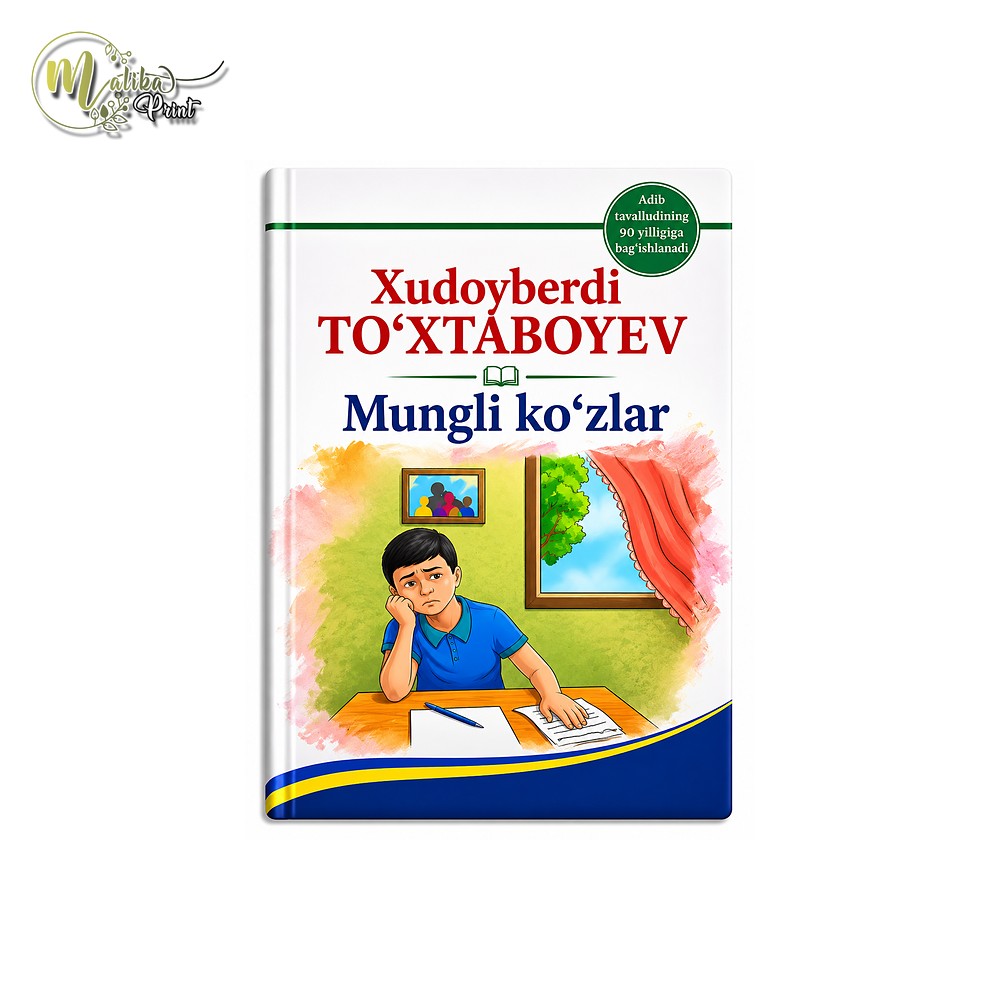 Malika
Print
Adib
tavalludining
90 yilligiga
bag‘ishlanadi
Xudoyberdi
TO‘XTABOYEV
Mungli ko‘zlar